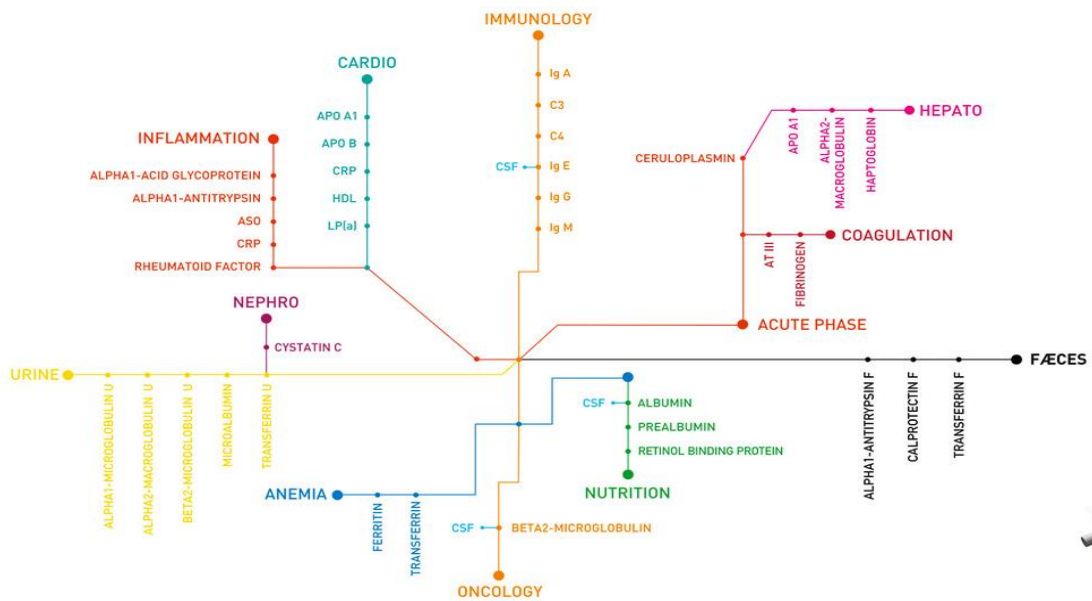 IMMUNOLOGY
Ig A
C3
C4
CSF
Ig E
Ig G
Ig M
CARDIO
APO A1
APO B
CRP
HDL
LP(a)
INFLAMMATION
ALPHA1-ACID GLYCOPROTEIN
ALPHA1-ANTITRYPSIN
ASO
CRP
RHEUMATOID FACTOR
HEPATO
CERULOPLASMIN
APO A1
ALPHA2-
MACROGLOBULIN
HAPTOGLOBIN
COAGULATION
AT III
FIBRINOGEN
ACUTE PHASE
NEPHRO
CYSTATIN C
URINE
ALPHA1-MICROGLOBULIN U
ALPHA2-MACROGLOBULIN U
BETA2-MICROGLOBULIN U
MICROALBUMIN
TRANSFERRIN U
FÆCES
ALPHA1-ANTITRYPSIN F
CALPROTECTIN F
TRANSFERRIN F
CSF
ALBUMIN
PREALBUMIN
RETINOL BINDING PROTEIN
NUTRITION
ANEMIA
FERRITIN
TRANSFERRIN
CSF
BETA2-MICROGLOBULIN
ONCOLOGY